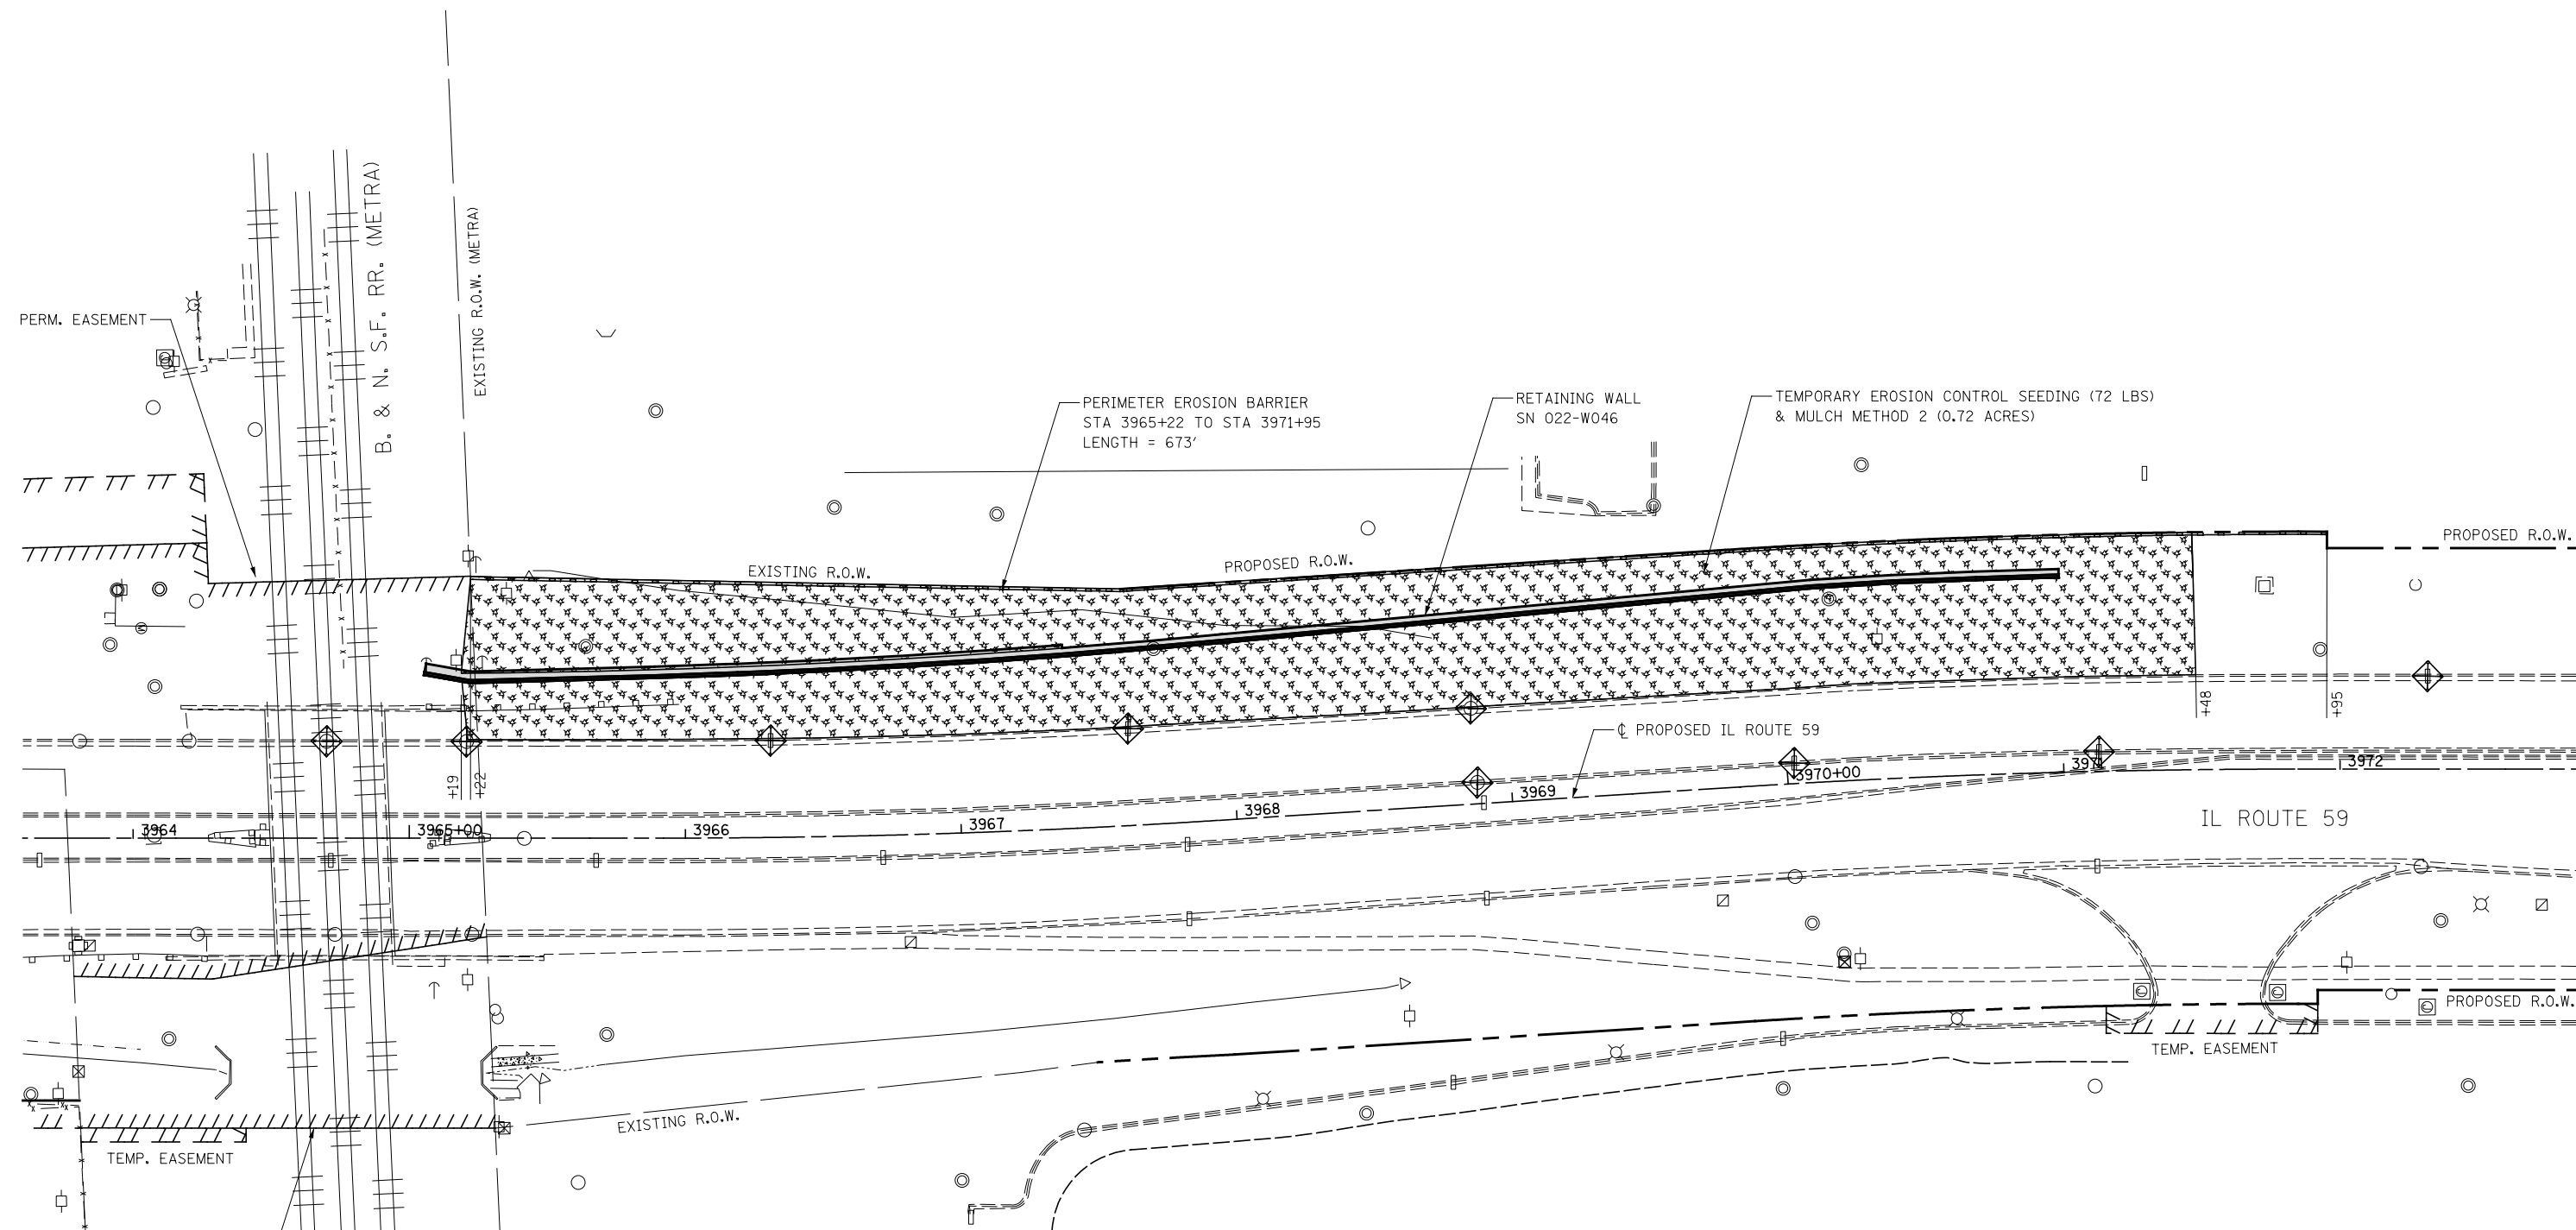 B. & N. S.F. RR. (METRA)
EXISTING R.O.W. (METRA)
PERM. EASEMENT
PERIMETER EROSION BARRIER
STA 3965+22 TO STA 3971+95
LENGTH = 673'
RETAINING WALL
SN 022-W046
TEMPORARY EROSION CONTROL SEEDING (72 LBS)
& MULCH METHOD 2 (0.72 ACRES)
EXISTING R.O.W.
PROPOSED R.O.W.
PROPOSED R.O.W.
M
+48
+95
℄ PROPOSED IL ROUTE 59
+19
+22
3964
3965+00
3966
3967
3968
3969
3970+00
3971
3972
IL ROUTE 59
PROPOSED R.O.W.
TEMP. EASEMENT
EXISTING R.O.W.
TEMP. EASEMENT